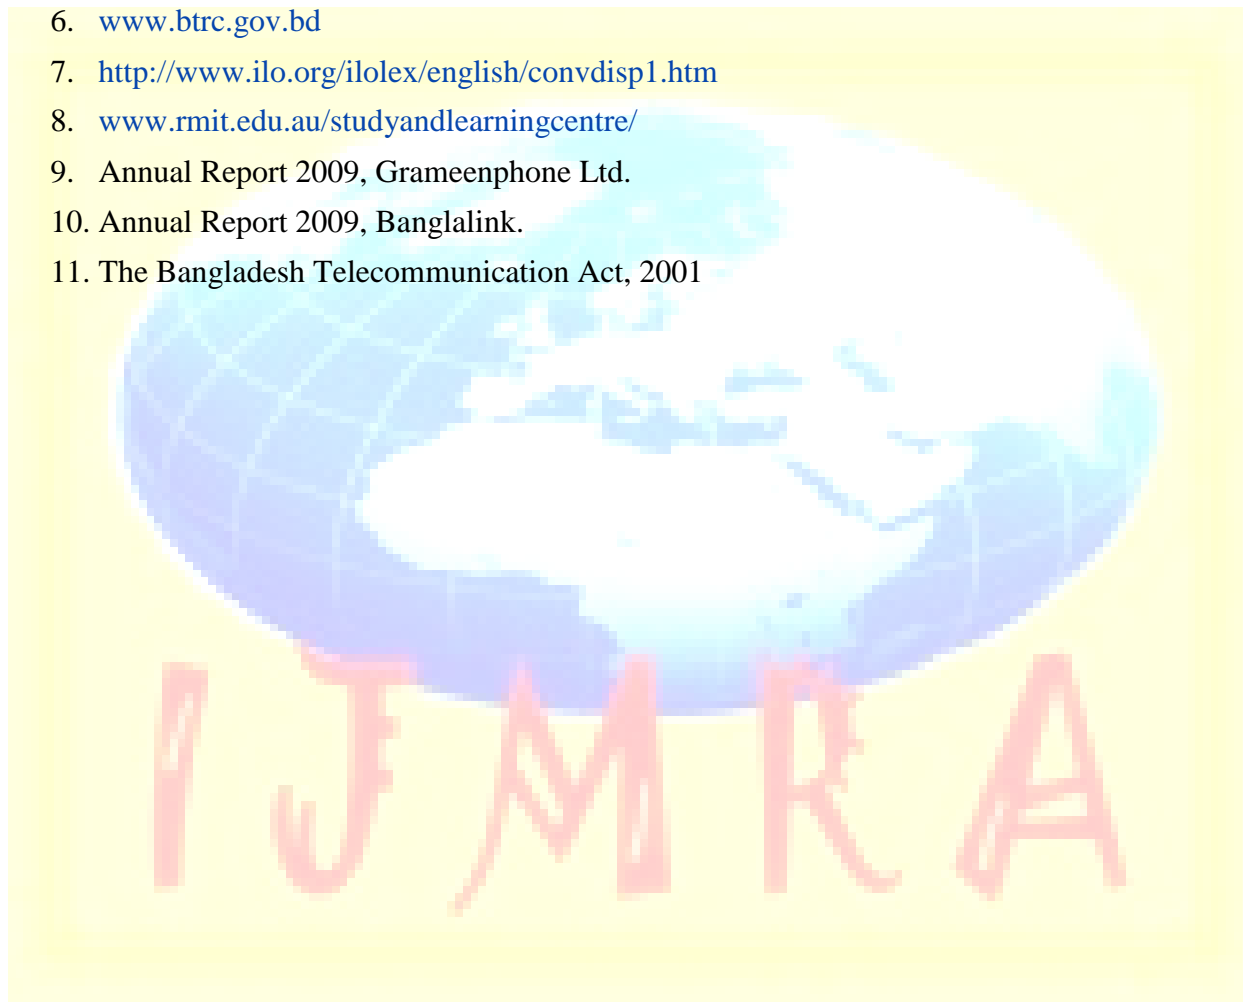 6. www.btrc.gov.bd
7. http://www.ilo.org/ilolex/english/convdisp1.htm
8. www.rmit.edu.au/studyandlearningcentre/
9. Annual Report 2009, Grameenphone Ltd.
10. Annual Report 2009, Banglalink.
11. The Bangladesh Telecommunication Act, 2001
IJMRA